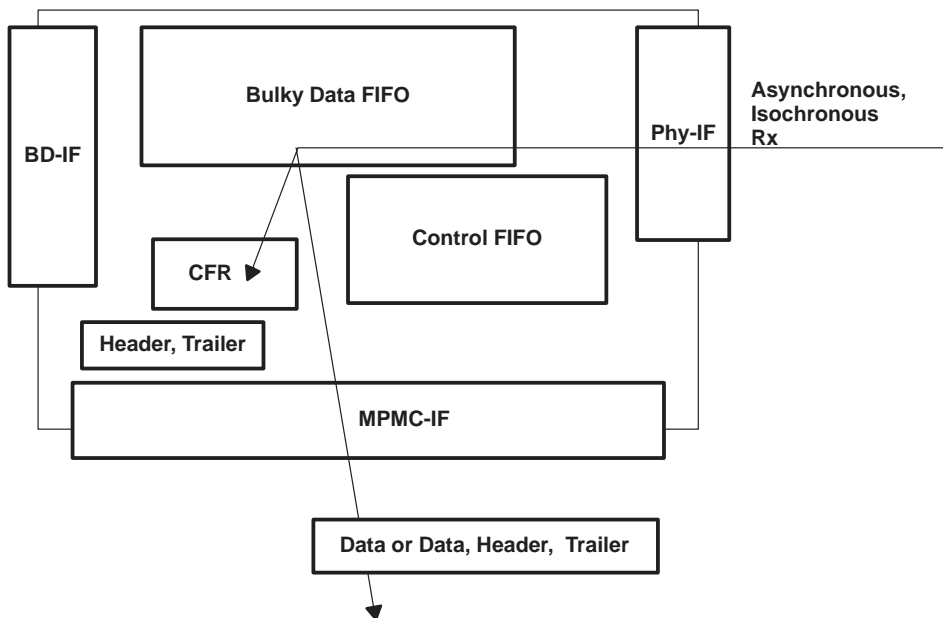 Bulky Data FIFO
BD-IF
Phy-IF
Asynchronous,
Isochronous
Rx
Control FIFO
CFR
Header, Trailer
MPMC-IF
Data or Data, Header, Trailer